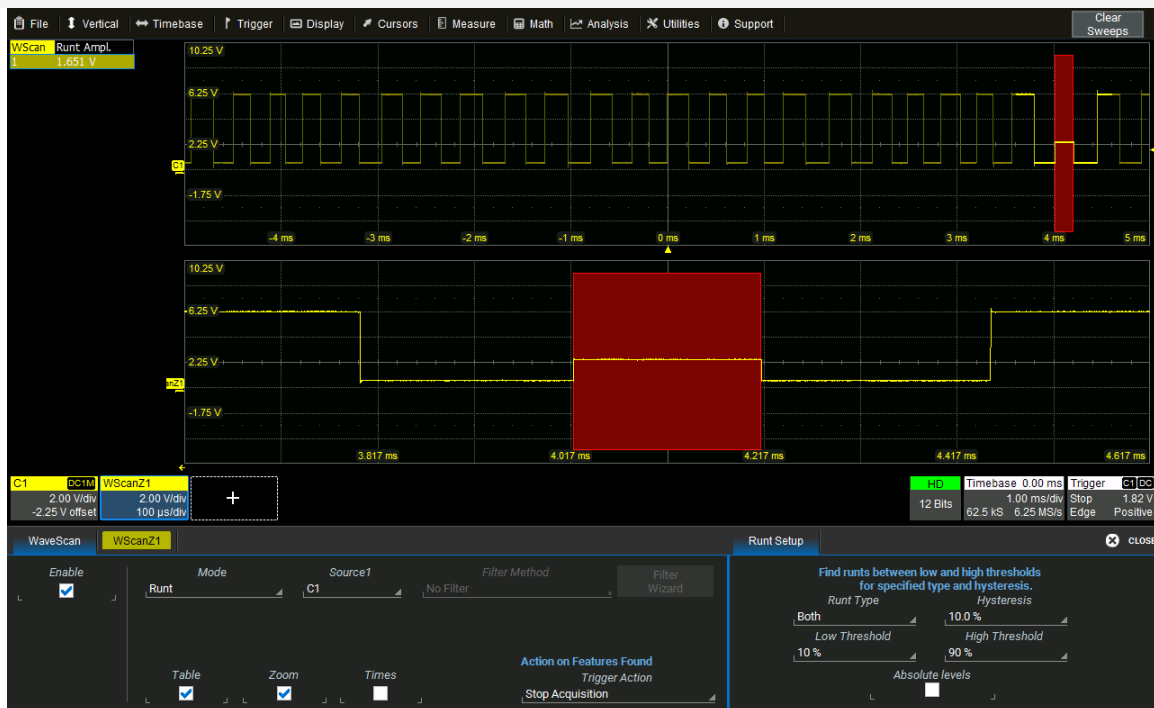 File Vertical Timebase Trigger Display Cursors Measure Math Analysis Utilities Support Clear Sweeps
WScan Runt Ampl.
1 1.651 V
10.25 V
6.25 V
2.25 V
C1
-1.75 V
-4 ms -3 ms -2 ms -1 ms 0 ms 1 ms 2 ms 3 ms 4 ms 5 ms
10.25 V
6.25 V
2.25 V
anZ1
-1.75 V
3.817 ms 4.017 ms 4.217 ms 4.417 ms 4.617 ms
C1 DC1M WScanZ1 HD Timebase 0.00 ms Trigger C1 DC
2.00 V/div 2.00 V/div + 12 Bits 1.00 ms/div Stop 1.82 V
-2.25 V offset 100 µs/div 62.5 kS 6.25 MS/s Edge Positive
WaveScan WScanZ1 Runt Setup CLOSE
Enable Mode Source1 Filter Method Filter Wizard
Runt C1 No Filter
Find runts between low and high thresholds
for specified type and hysteresis.
Runt Type Hysteresis
Both 10.0 %
Low Threshold High Threshold
10 % 90 %
Action on Features Found
Table Zoom Times Trigger Action Absolute levels
Stop Acquisition